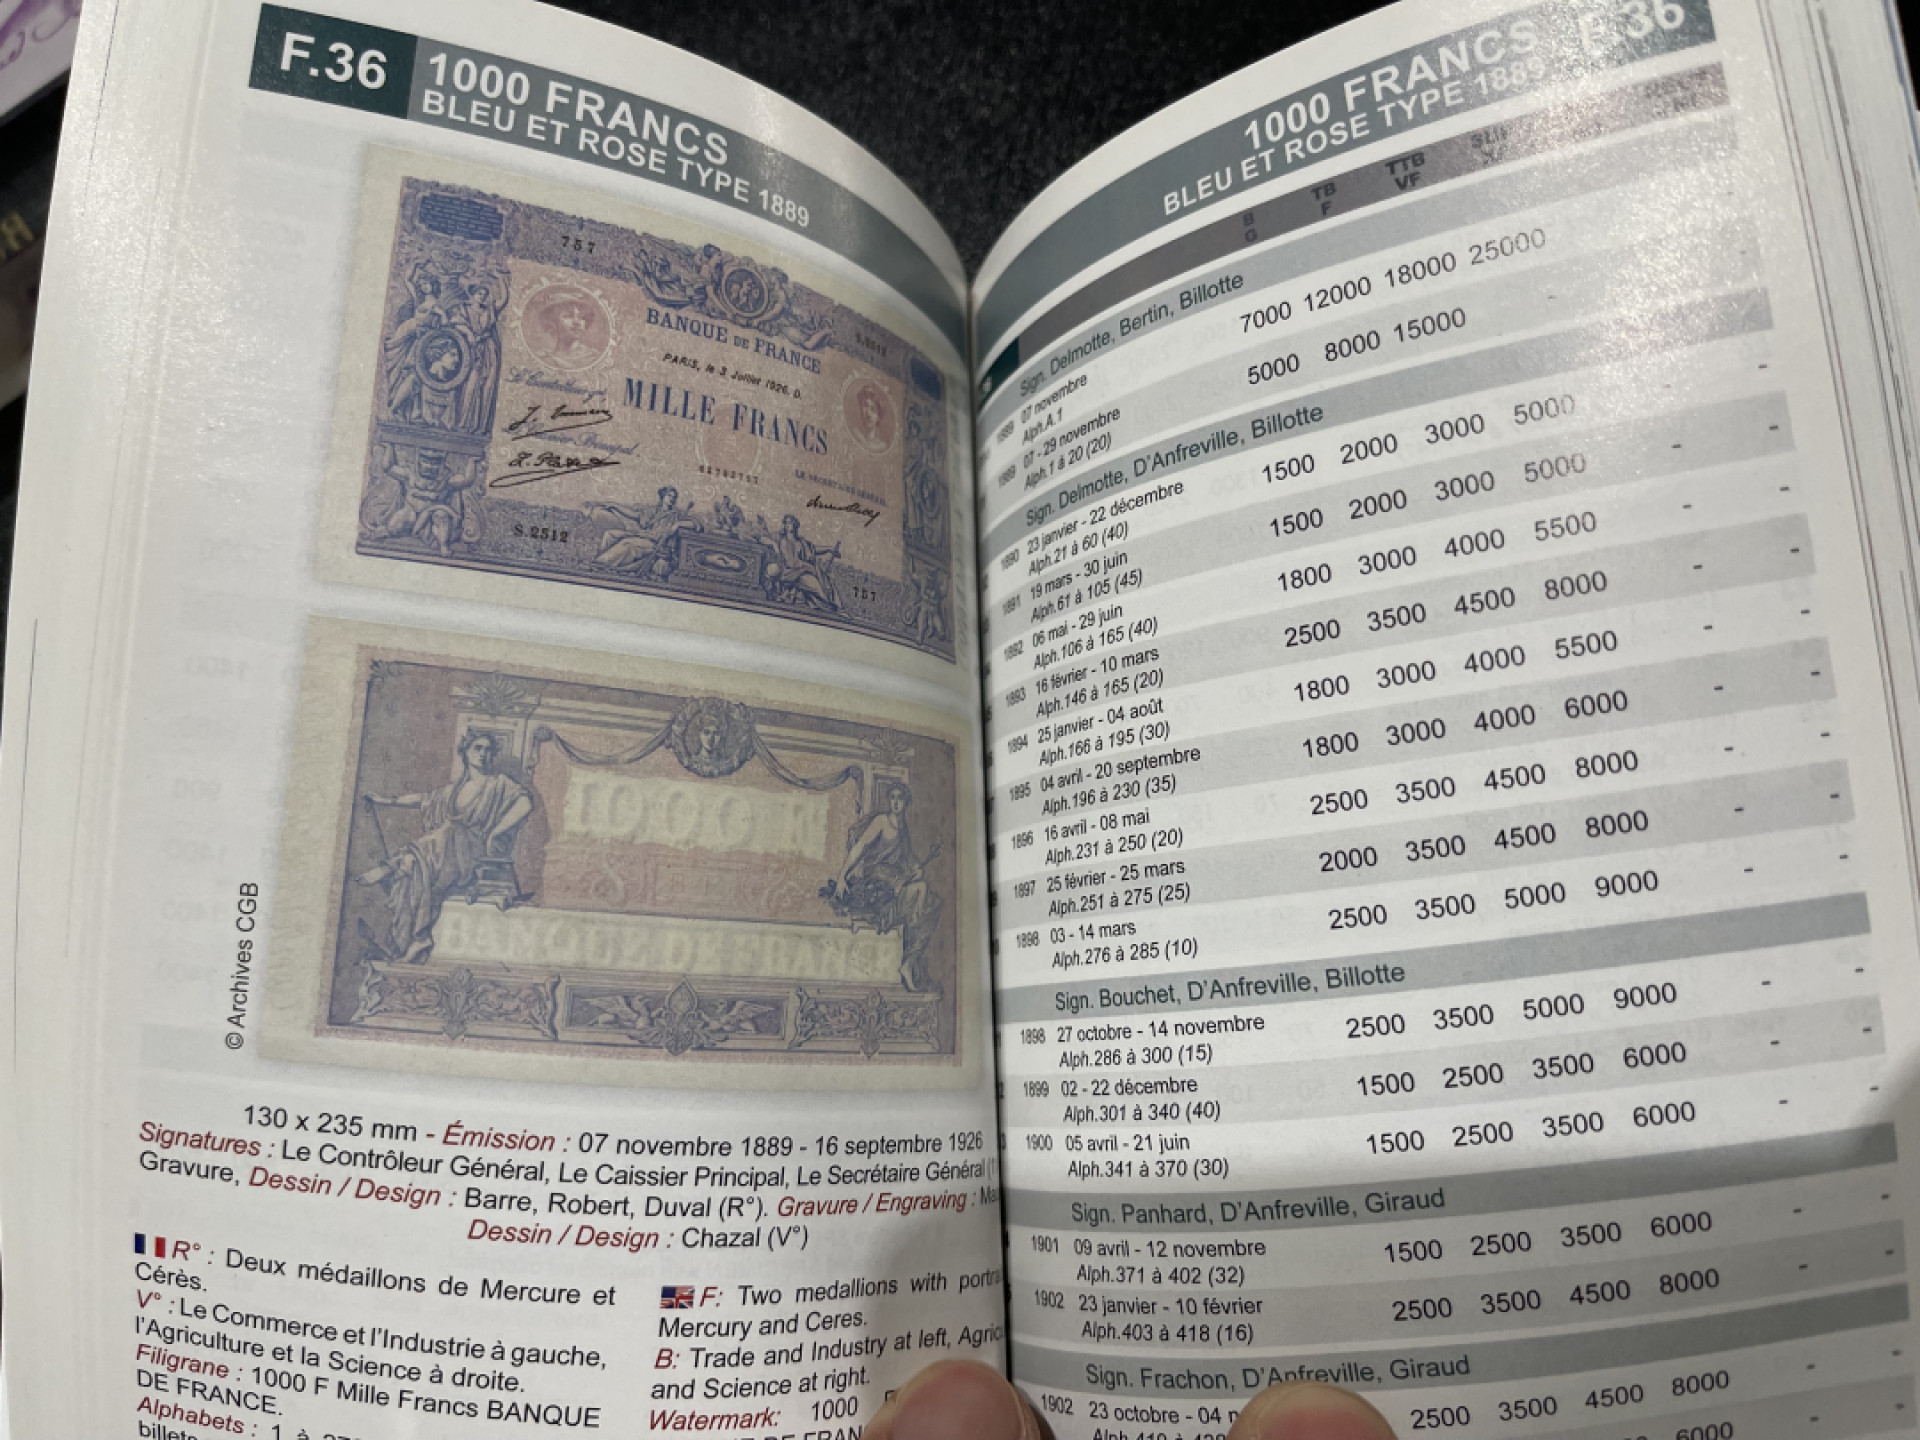 F.36
1000 FRANCS
BLEU ET ROSE TYPE 1889
757
BANQUE DE FRANCE
PARIS, le 3 Juillet 1926. D.
MILLE FRANCS
S.2512
757
BANQUE DE FRANCE
© Archives CGB
130 x 235 mm - Émission : 07 novembre 1889 - 16 septembre 1926
Signatures : Le Contrôleur Général, Le Caissier Principal, Le Secrétaire Général
Gravure, Dessin / Design : Barre, Robert, Duval (R°). Gravure / Engraving :
Dessin / Design : Chazal (V°)
R° : Deux médaillons de Mercure et
Cérès.
V° : Le Commerce et l'Industrie à gauche,
l'Agriculture et la Science à droite.
Filigrane : 1000 F Mille Francs BANQUE
DE FRANCE.
Alphabets : 1 à
billets
F: Two medallions with
Mercury and Ceres.
B: Trade and Industry at left,
and Science at right.
Watermark: 1000
1000 FRANCS F.36
BLEU ET ROSE TYPE 1889
B TB TTB SUP
G F VF
Sign. Delmotte, Bertin, Billotte
1889 07 novembre 7000 12000 18000 25000 -
Alph.A.1
1889 07 - 29 novembre 5000 8000 15000 - -
Alph.1 à 20 (20)
Sign. Delmotte, D'Anfreville, Billotte
1890 23 janvier - 22 décembre 1500 2000 3000 5000 - -
Alph.21 à 60 (40)
1891 19 mars - 30 juin 1500 2000 3000 5000 - -
Alph.61 à 105 (45)
1892 06 mai - 29 juin 1800 3000 4000 5500 - -
Alph.106 à 165 (40)
1893 16 février - 10 mars 2500 3500 4500 8000 - -
Alph.146 à 165 (20)
1894 25 janvier - 04 août 1800 3000 4000 5500 - -
Alph.166 à 195 (30)
1895 04 avril - 20 septembre 1800 3000 4000 6000 - -
Alph.196 à 230 (35)
1896 16 avril - 08 mai 2500 3500 4500 8000 - -
Alph.231 à 250 (20)
1897 25 février - 25 mars 2000 3500 4500 8000 - -
Alph.251 à 275 (25)
1898 03 - 14 mars 2500 3500 5000 9000 - -
Alph.276 à 285 (10)
Sign. Bouchet, D'Anfreville, Billotte
1898 27 octobre - 14 novembre 2500 3500 5000 9000 - -
Alph.286 à 300 (15)
1899 02 - 22 décembre 1500 2500 3500 6000 - -
Alph.301 à 340 (40)
1900 05 avril - 21 juin 1500 2500 3500 6000 - -
Alph.341 à 370 (30)
Sign. Panhard, D'Anfreville, Giraud
1901 09 avril - 12 novembre 1500 2500 3500 6000 - -
Alph.371 à 402 (32)
1902 23 janvier - 10 février 2500 3500 4500 8000 - -
Alph.403 à 418 (16)
Sign. Frachon, D'Anfreville, Giraud
1902 23 octobre - 04 2500 3500 4500 8000 - -
6000 - -